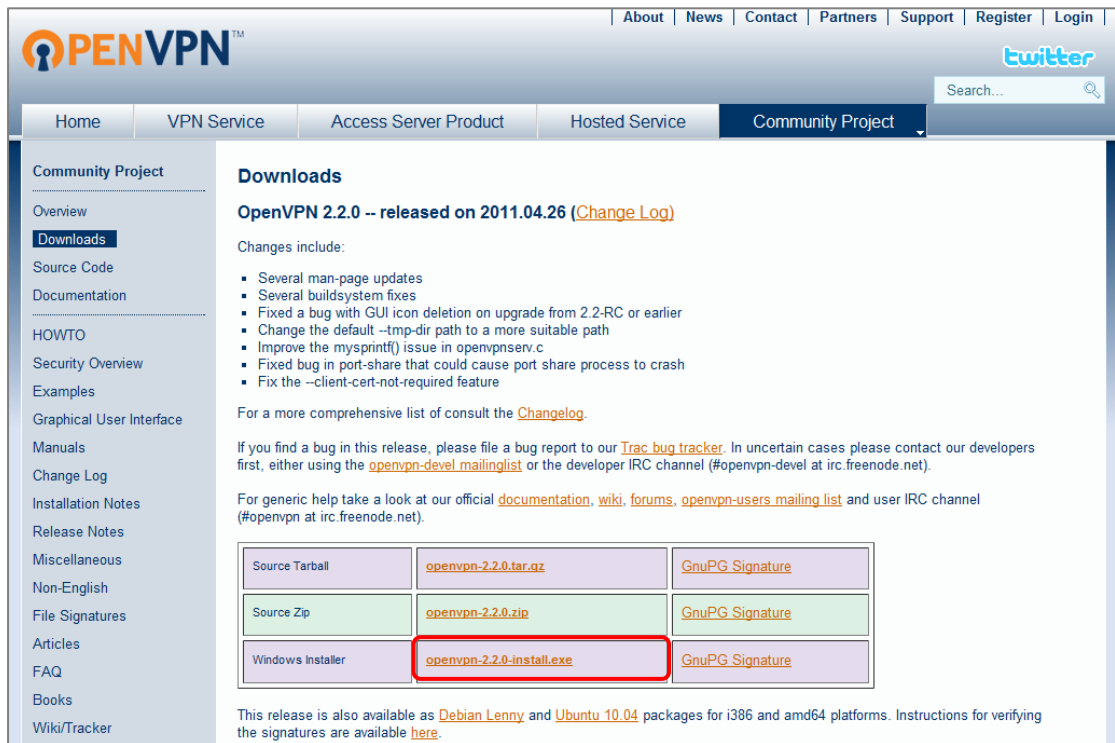 About | News | Contact | Partners | Support | Register | Login
OPENVPN™
twitter
Search...
Home
VPN Service
Access Server Product
Hosted Service
Community Project
Community Project
Overview
Downloads
Source Code
Documentation
HOWTO
Security Overview
Examples
Graphical User Interface
Manuals
Change Log
Installation Notes
Release Notes
Miscellaneous
Non-English
File Signatures
Articles
FAQ
Books
Wiki/Tracker
Downloads
OpenVPN 2.2.0 -- released on 2011.04.26 (Change Log)
Changes include:
▪ Several man-page updates
▪ Several buildsystem fixes
▪ Fixed a bug with GUI icon deletion on upgrade from 2.2-RC or earlier
▪ Change the default --tmp-dir path to a more suitable path
▪ Improve the mysprintf() issue in openvpnserv.c
▪ Fixed bug in port-share that could cause port share process to crash
▪ Fix the --client-cert-not-required feature
For a more comprehensive list of consult the Changelog.
If you find a bug in this release, please file a bug report to our Trac bug tracker. In uncertain cases please contact our developers
first, either using the openvpn-devel mailinglist or the developer IRC channel (#openvpn-devel at irc.freenode.net).
For generic help take a look at our official documentation, wiki, forums, openvpn-users mailing list and user IRC channel
(#openvpn at irc.freenode.net).
Source Tarball openvpn-2.2.0.tar.gz GnuPG Signature
Source Zip openvpn-2.2.0.zip GnuPG Signature
Windows Installer openvpn-2.2.0-install.exe GnuPG Signature
This release is also available as Debian Lenny and Ubuntu 10.04 packages for i386 and amd64 platforms. Instructions for verifying
the signatures are available here.